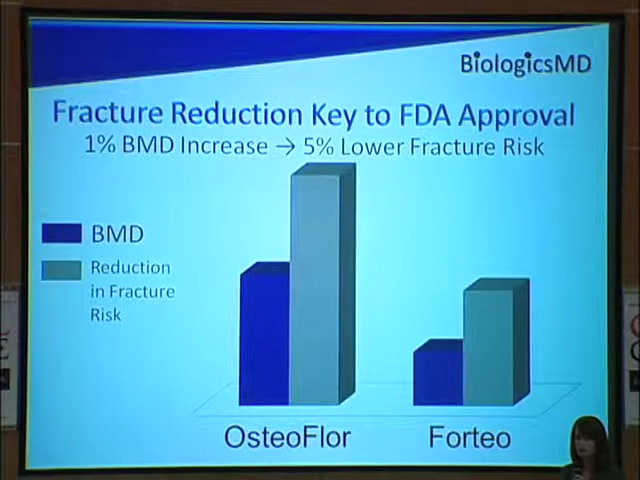 BiologicsMD
Fracture Reduction Key to FDA Approval
1% BMD Increase → 5% Lower Fracture Risk
BMD
Reduction
in Fracture
Risk
OsteoFlor
Forteo